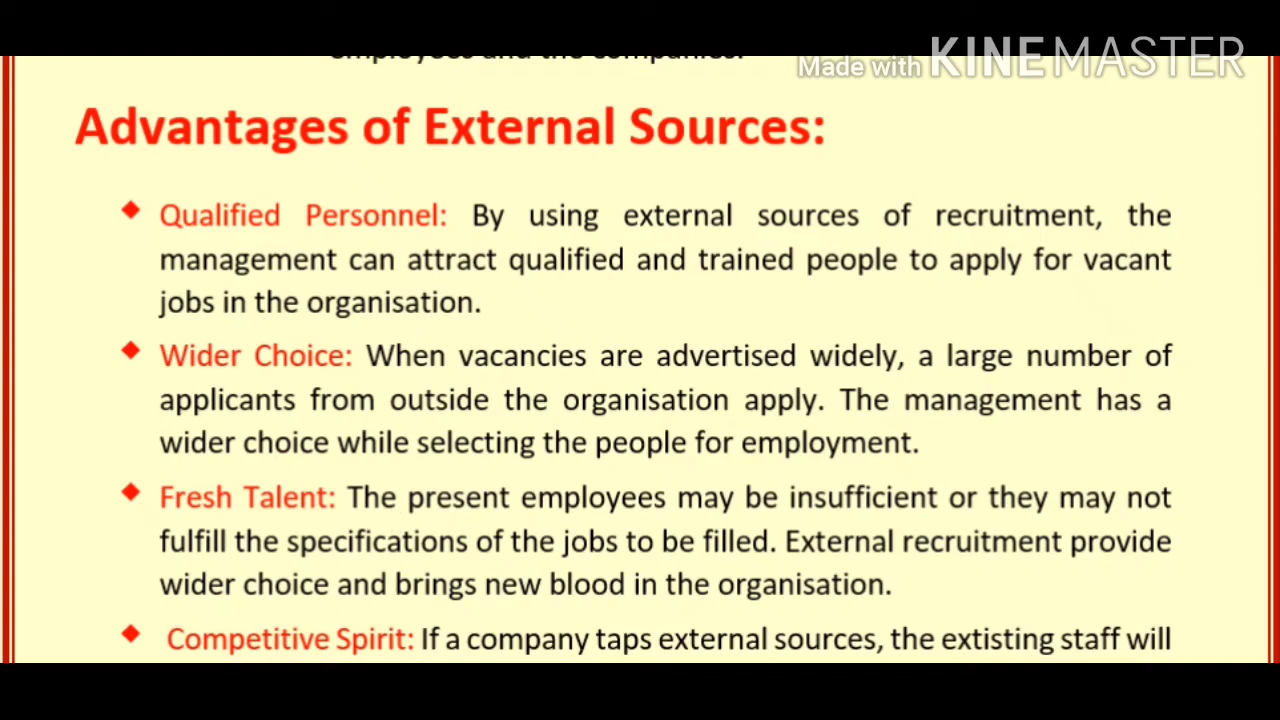 employees and the companies.
Made with KINEMASTER
Advantages of External Sources:
Qualified Personnel: By using external sources of recruitment, the
management can attract qualified and trained people to apply for vacant
jobs in the organisation.
Wider Choice: When vacancies are advertised widely, a large number of
applicants from outside the organisation apply. The management has a
wider choice while selecting the people for employment.
Fresh Talent: The present employees may be insufficient or they may not
fulfill the specifications of the jobs to be filled. External recruitment provide
wider choice and brings new blood in the organisation.
Competitive Spirit: If a company taps external sources, the extisting staff will